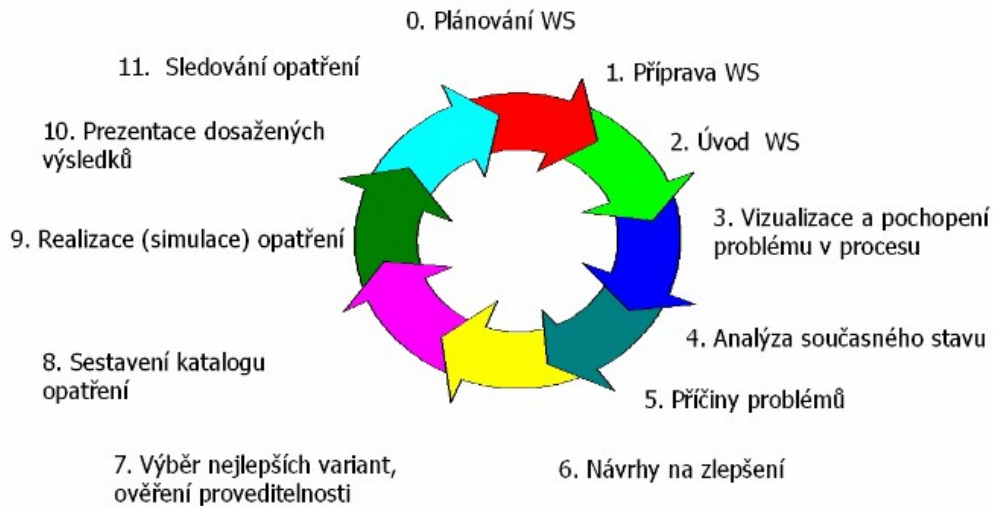 0. Plánování WS
1. Příprava WS
2. Úvod WS
3. Vizualizace a pochopení
problému v procesu
4. Analýza současného stavu
5. Příčiny problémů
6. Návrhy na zlepšení
7. Výběr nejlepších variant,
ověření proveditelnosti
8. Sestavení katalogu
opatření
9. Realizace (simulace) opatření
10. Prezentace dosažených
výsledků
11. Sledování opatření